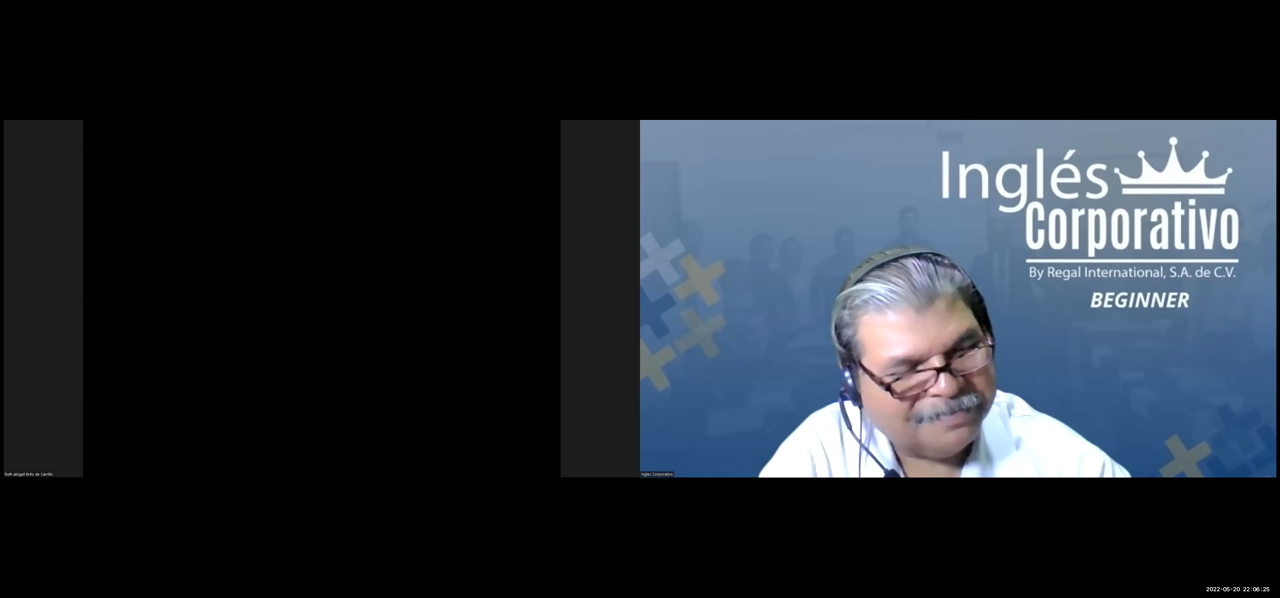 Inglés
Corporativo
By Regal International, S.A. de C.V.
BEGINNER
Ruth abigail Brito de Carrillo
Inglés Corporativo
2022-05-20 22:06:25